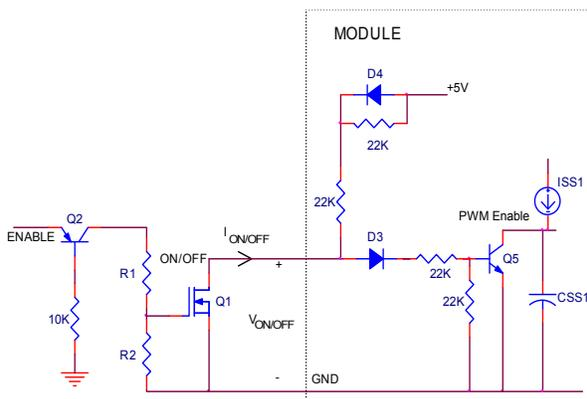 MODULE
D4
+5V
22K
22K
ISS1
Q2
PWM Enable
ENABLE
I ON/OFF
D3
ON/OFF
+
Q5
R1
22K
22K
CSS1
Q1
10K
V ON/OFF
R2
-
GND